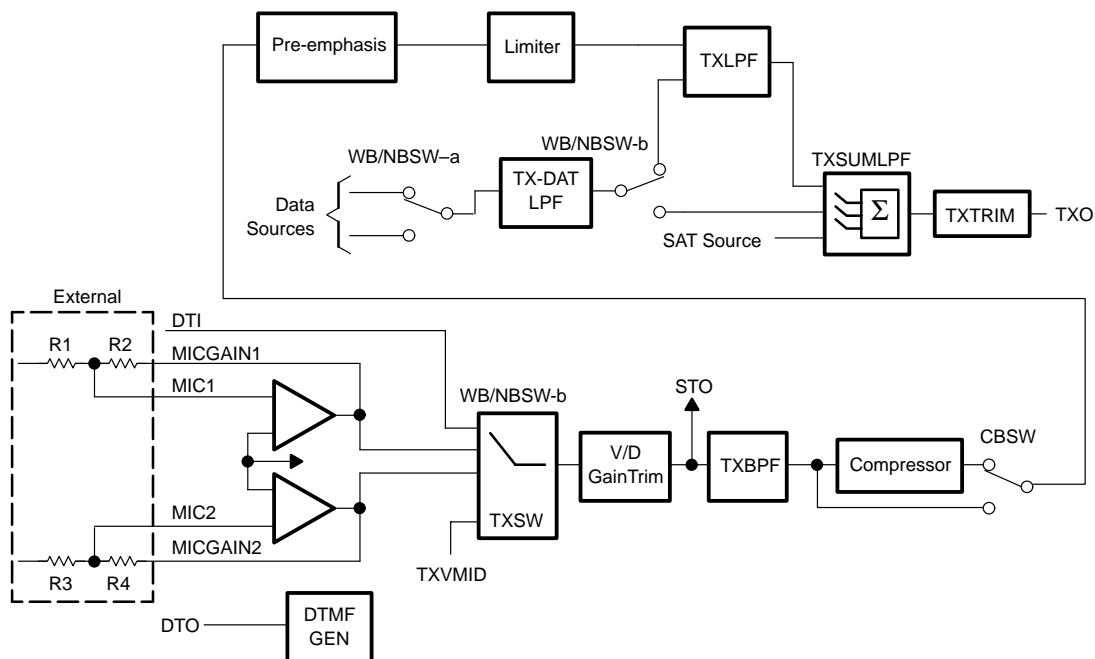 Pre-emphasis
Limiter
TXLPF
WB/NBSW–a
WB/NBSW-b
TX-DAT
LPF
Data
Sources
TXSUMLPF
Σ
TXTRIM
TXO
SAT Source
External
DTI
R1
R2
MICGAIN1
MIC1
WB/NBSW-b
STO
CBSW
V/D
GainTrim
TXBPF
Compressor
TXSW
MIC2
MICGAIN2
R3
R4
TXVMID
DTO
DTMF
GEN